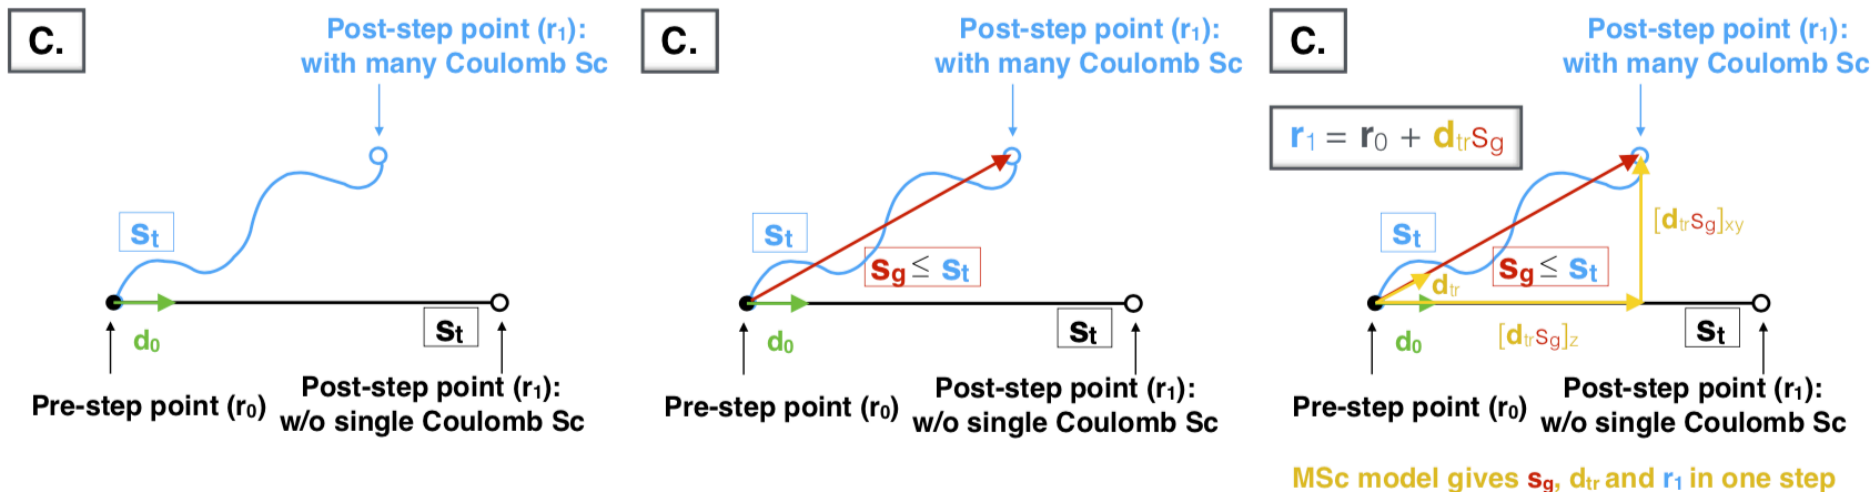 C.
Post-step point (r1):
with many Coulomb Sc
St
d0
St
Pre-step point (r0)
Post-step point (r1):
w/o single Coulomb Sc
C.
Post-step point (r1):
with many Coulomb Sc
St
sg ≤ st
d0
St
Pre-step point (r0)
Post-step point (r1):
w/o single Coulomb Sc
C.
Post-step point (r1):
with many Coulomb Sc
r1 = r0 + dtrsg
St
[dtrsg]xy
sg ≤ st
dtr
d0
[dtrsg]z
St
Pre-step point (r0)
Post-step point (r1):
w/o single Coulomb Sc
MSc model gives sg, dtr and r1 in one step